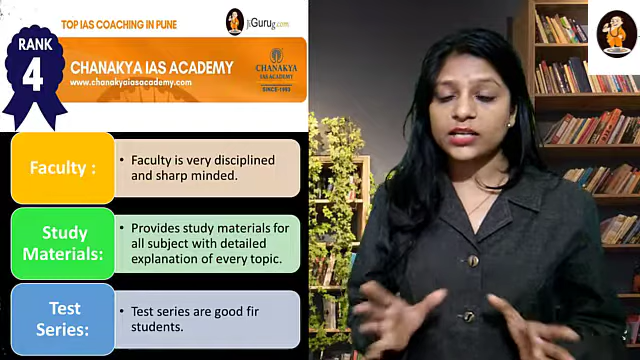 TOP IAS COACHING IN PUNE
jiGurug.com
RANK
4
CHANAKYA IAS ACADEMY
www.chanakyaiasacademy.com
CHANAKYA
IAS ACADEMY
SINCE-1993
Faculty :
• Faculty is very disciplined
and sharp minded.
Study
Materials:
• Provides study materials for
all subject with detailed
explanation of every topic.
Test
Series:
• Test series are good fir
students.